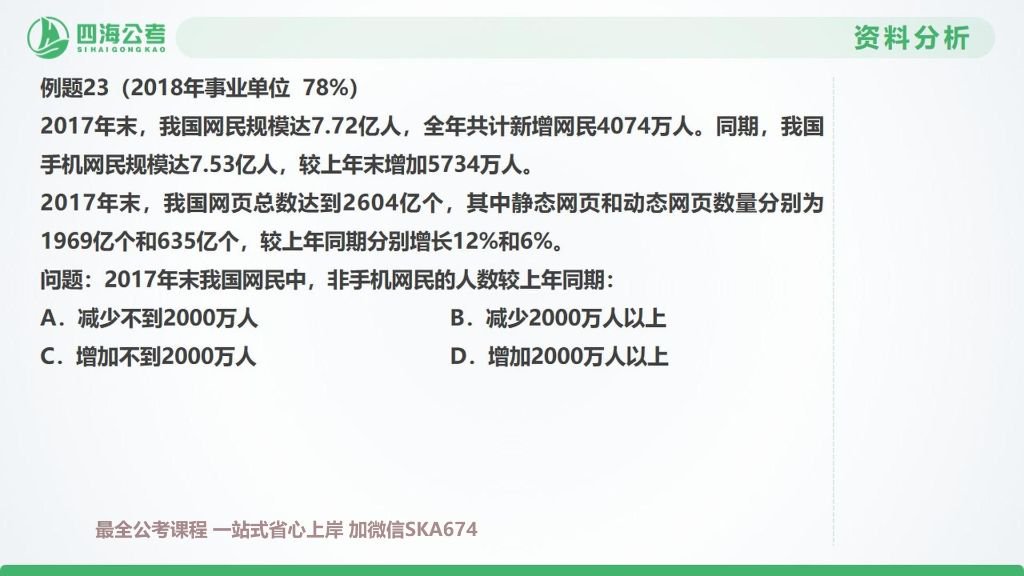 四海公考
SIHAIGONGKAO
资料分析
例题23（2018年事业单位 78%）
2017年末，我国网民规模达7.72亿人，全年共计新增网民4074万人。同期，我国
手机网民规模达7.53亿人，较上年末增加5734万人。
2017年末，我国网页总数达到2604亿个，其中静态网页和动态网页数量分别为
1969亿个和635亿个，较上年同期分别增长12%和6%。
问题：2017年末我国网民中，非手机网民的人数较上年同期：
A．减少不到2000万人 B．减少2000万人以上
C．增加不到2000万人 D．增加2000万人以上
最全公考课程 一站式省心上岸 加微信SKA674